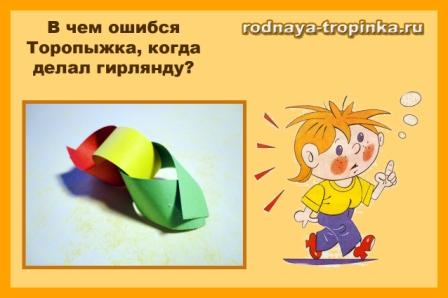 В чем ошибся
Торопыжка, когда
делал гирлянду?
rodnaya-tropinka.ru